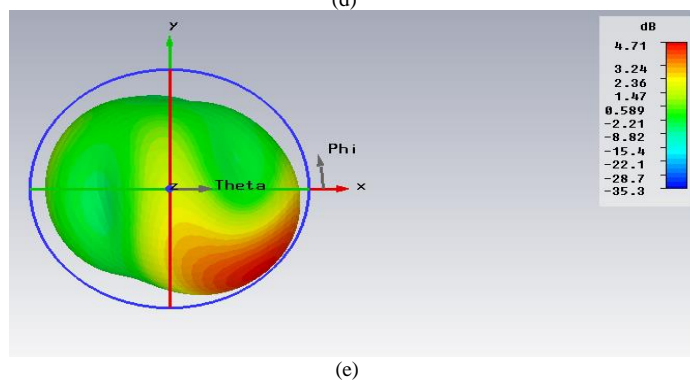 (d)
y
dB
4.71
3.24
2.36
1.47
0.589
-2.21
-8.82
-15.4
-22.1
-28.7
-35.3
Phi
z Theta x
(e)